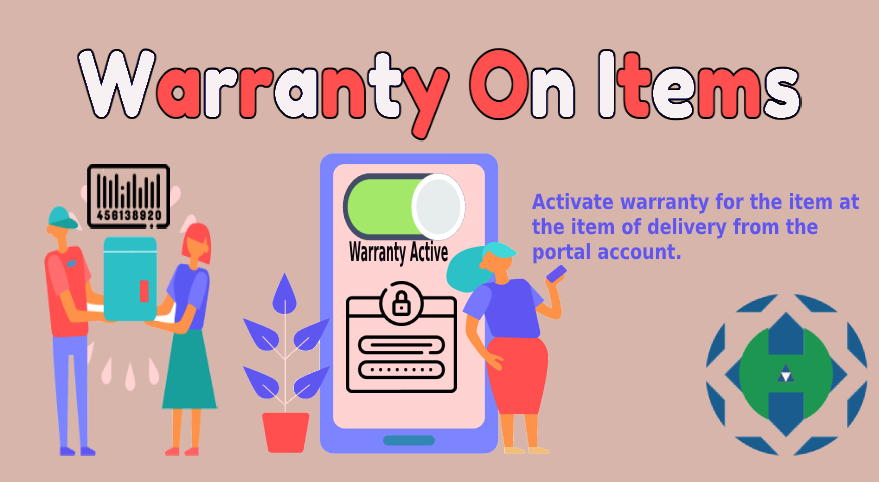 Warranty On Items
456138920
Warranty Active
Activate warranty for the item at
the item of delivery from the
portal account.